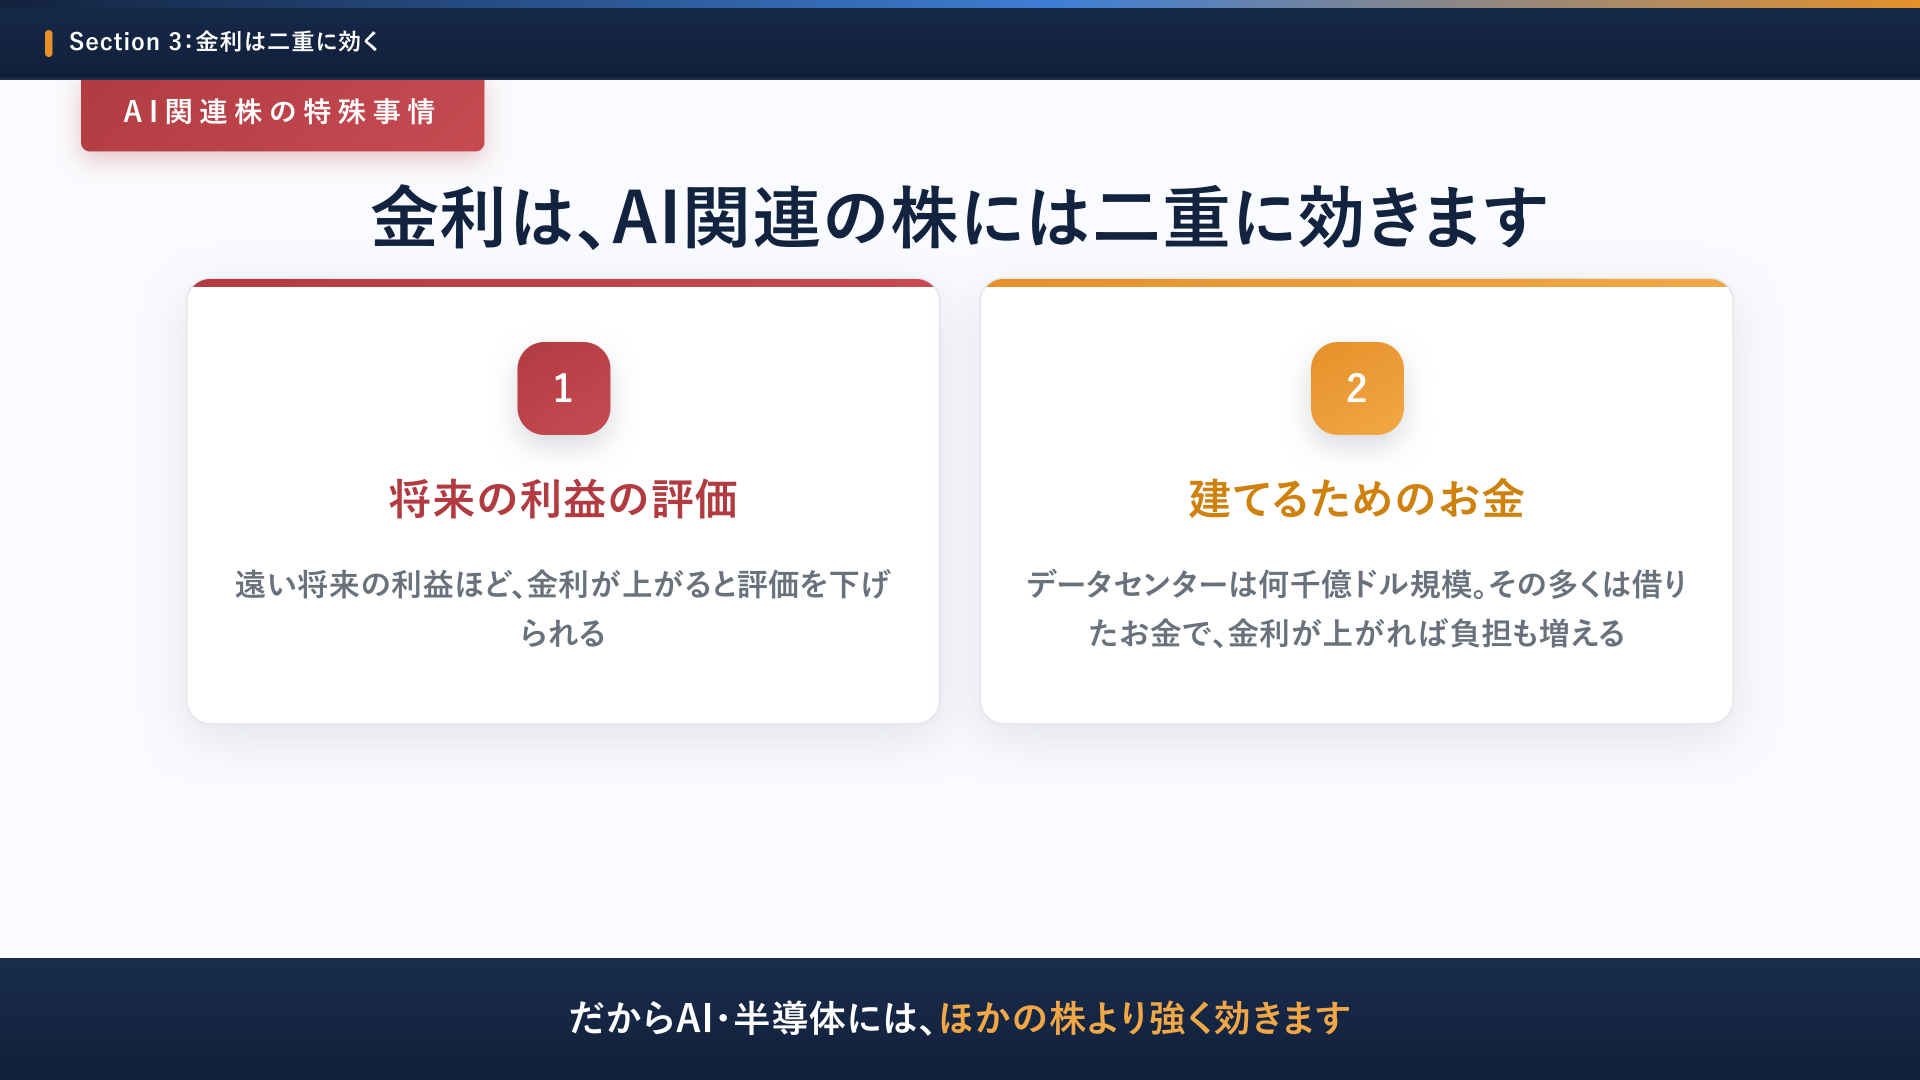 Section 3:金利は二重に効く
AI関連株の特殊事情
金利は、AI関連の株には二重に効きます
1
将来の利益の評価
遠い将来の利益ほど、金利が上がると評価を下げ
られる
2
建てるためのお金
データセンターは何千億ドル規模。その多くは借り
たお金で、金利が上がれば負担も増える
だからAI・半導体には、ほかの株より強く効きます